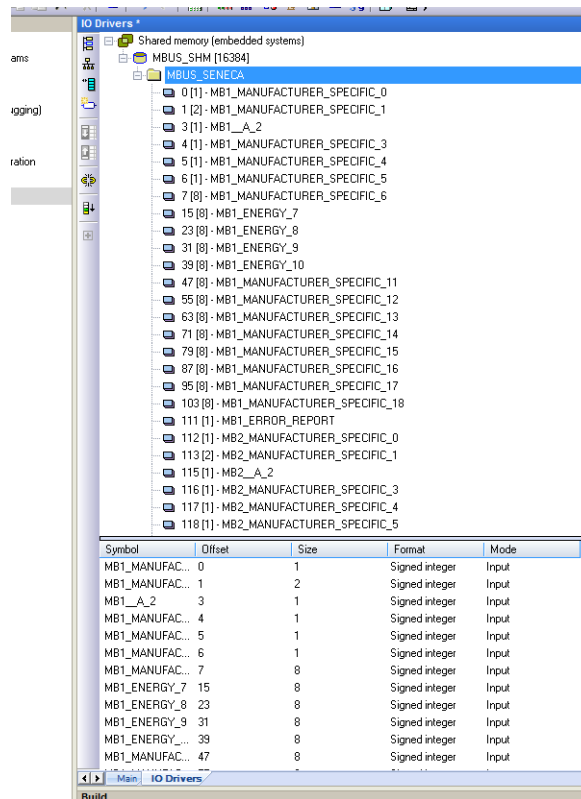 IO Drivers *
Shared memory (embedded systems)
ams
MBUS_SHM [16384]
MBUS_SENECA
0 [1] - MB1_MANUFACTURER_SPECIFIC_0
1 [2] - MB1_MANUFACTURER_SPECIFIC_1
ugging)
3 [1] - MB1__A_2
4 [1] - MB1_MANUFACTURER_SPECIFIC_3
5 [1] - MB1_MANUFACTURER_SPECIFIC_4
ration
6 [1] - MB1_MANUFACTURER_SPECIFIC_5
7 [8] - MB1_MANUFACTURER_SPECIFIC_6
15 [8] - MB1_ENERGY_7
23 [8] - MB1_ENERGY_8
31 [8] - MB1_ENERGY_9
39 [8] - MB1_ENERGY_10
47 [8] - MB1_MANUFACTURER_SPECIFIC_11
55 [8] - MB1_MANUFACTURER_SPECIFIC_12
63 [8] - MB1_MANUFACTURER_SPECIFIC_13
71 [8] - MB1_MANUFACTURER_SPECIFIC_14
79 [8] - MB1_MANUFACTURER_SPECIFIC_15
87 [8] - MB1_MANUFACTURER_SPECIFIC_16
95 [8] - MB1_MANUFACTURER_SPECIFIC_17
103 [8] - MB1_MANUFACTURER_SPECIFIC_18
111 [1] - MB1_ERROR_REPORT
112 [1] - MB2_MANUFACTURER_SPECIFIC_0
113 [2] - MB2_MANUFACTURER_SPECIFIC_1
115 [1] - MB2__A_2
116 [1] - MB2_MANUFACTURER_SPECIFIC_3
117 [1] - MB2_MANUFACTURER_SPECIFIC_4
118 [1] - MB2_MANUFACTURER_SPECIFIC_5
Symbol Offset Size Format Mode
MB1_MANUFAC... 0 1 Signed integer Input
MB1_MANUFAC... 1 2 Signed integer Input
MB1__A_2 3 1 Signed integer Input
MB1_MANUFAC... 4 1 Signed integer Input
MB1_MANUFAC... 5 1 Signed integer Input
MB1_MANUFAC... 6 1 Signed integer Input
MB1_MANUFAC... 7 8 Signed integer Input
MB1_ENERGY_7 15 8 Signed integer Input
MB1_ENERGY_8 23 8 Signed integer Input
MB1_ENERGY_9 31 8 Signed integer Input
MB1_ENERGY_... 39 8 Signed integer Input
MB1_MANUFAC... 47 8 Signed integer Input
Main IO Drivers
Build